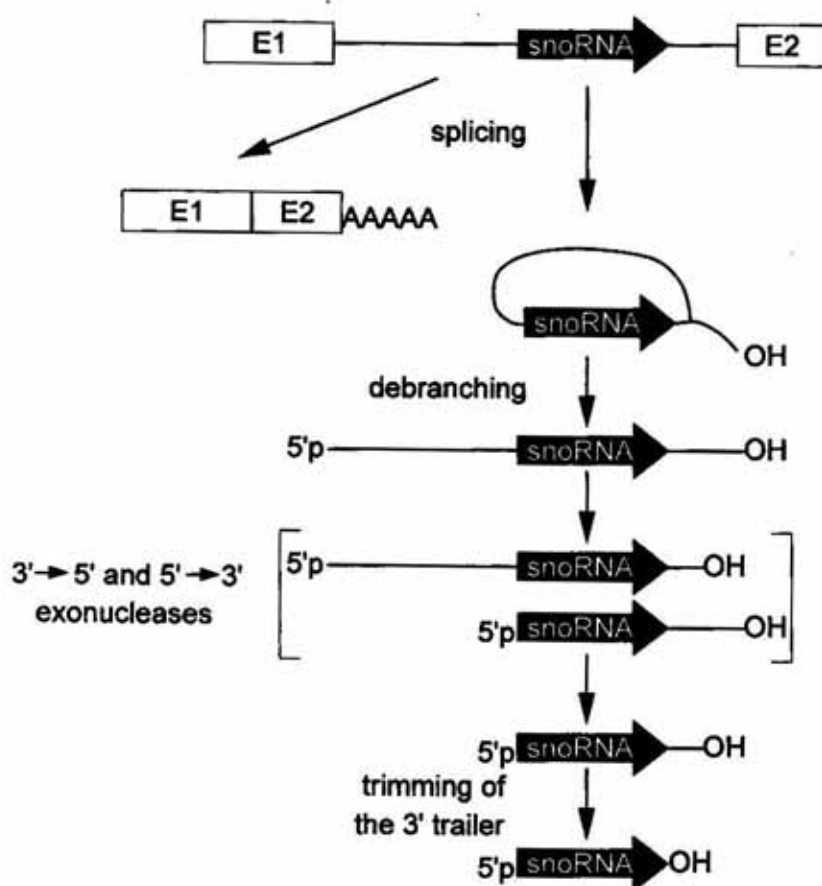 E1 snoRNA E2
splicing
E1 E2 AAAAA
snoRNA
OH
debranching
5'p snoRNA OH
3'→5' and 5'→3'
exonucleases
5'p snoRNA OH
5'p snoRNA OH
5'p snoRNA OH
trimming of
the 3' trailer
5'p snoRNA OH